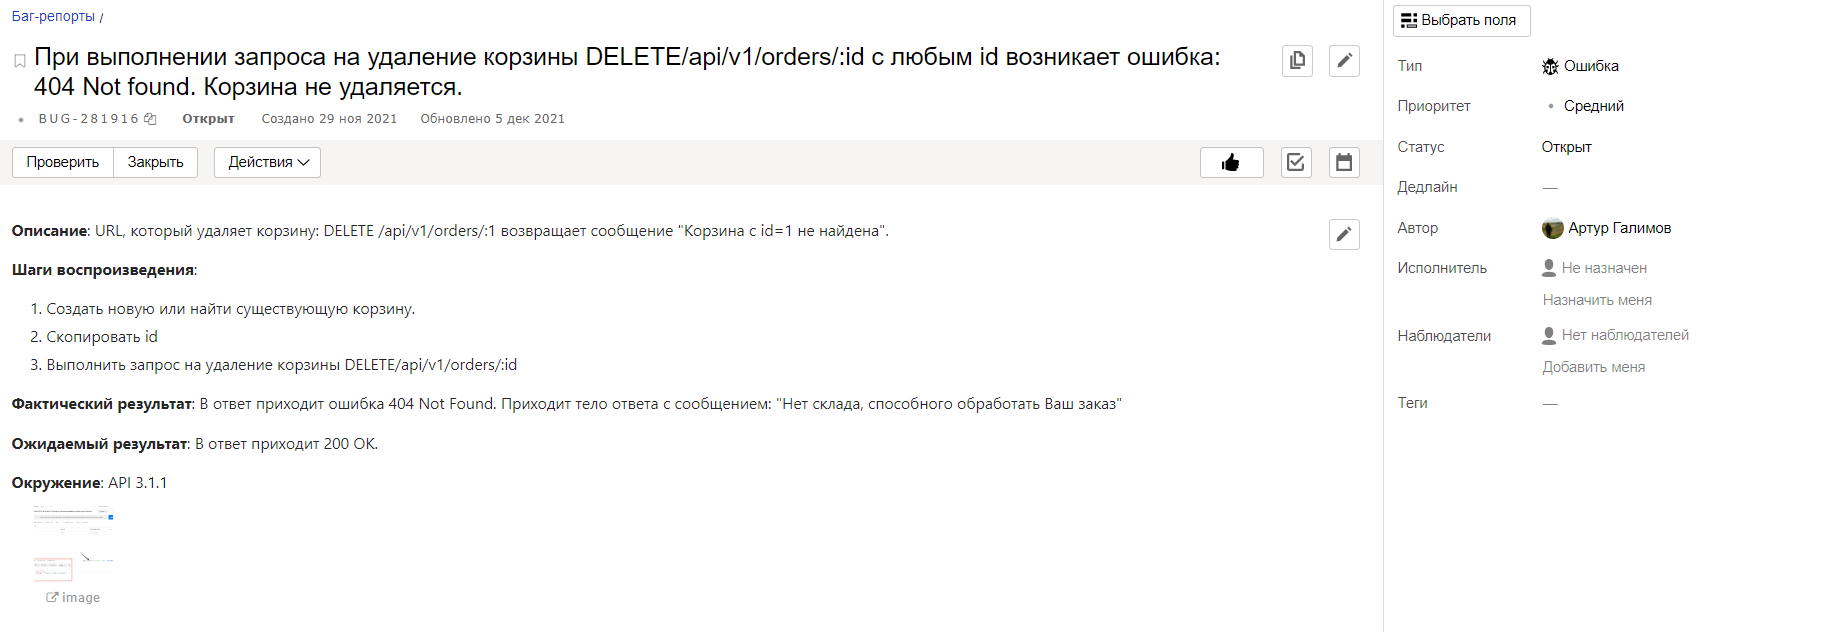 Баг-репорты /
При выполнении запроса на удаление корзины DELETE/api/v1/orders/:id с любым id возникает ошибка:
404 Not found. Корзина не удаляется.
BUG-281916 Открыт Создано 29 ноя 2021 Обновлено 5 дек 2021
Проверить Закрыть Действия
Описание: URL, который удаляет корзину: DELETE /api/v1/orders/:1 возвращает сообщение "Корзина с id=1 не найдена".
Шаги воспроизведения:
1. Создать новую или найти существующую корзину.
2. Скопировать id
3. Выполнить запрос на удаление корзины DELETE/api/v1/orders/:id
Фактический результат: В ответ приходит ошибка 404 Not Found. Приходит тело ответа с сообщением: "Нет склада, способного обработать Ваш заказ"
Ожидаемый результат: В ответ приходит 200 ОК.
Окружение: API 3.1.1
image
Выбрать поля
Тип Ошибка
Приоритет Средний
Статус Открыт
Дедлайн —
Автор Артур Галимов
Исполнитель Не назначен
Назначить меня
Наблюдатели Нет наблюдателей
Добавить меня
Теги —